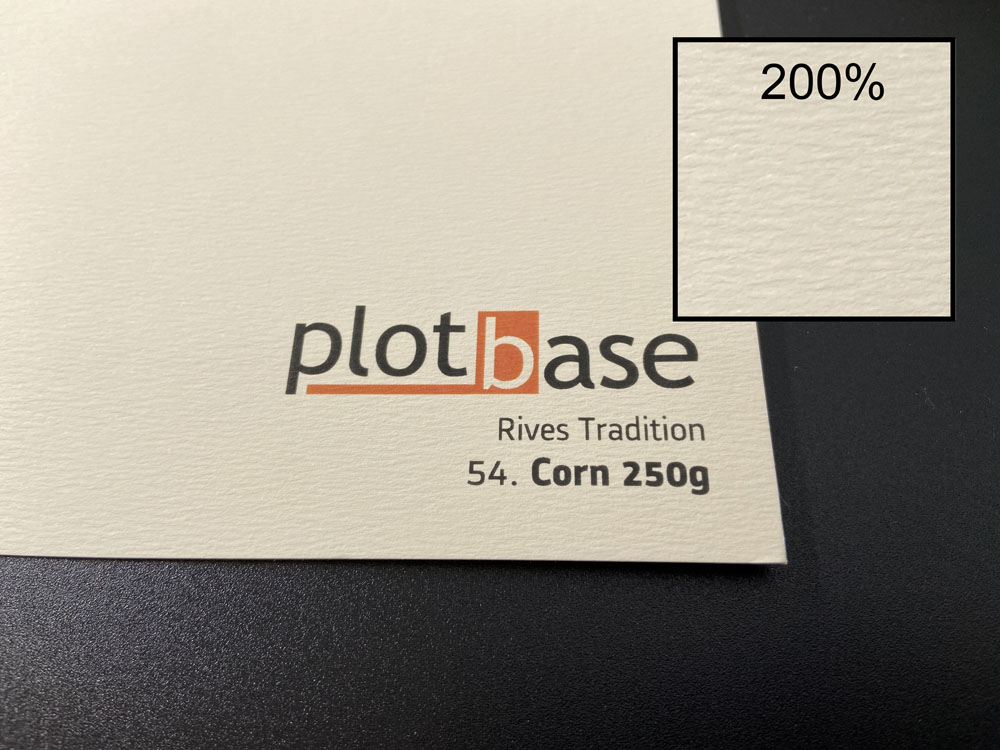 200%
plotbase
Rives Tradition
54. Corn 250g